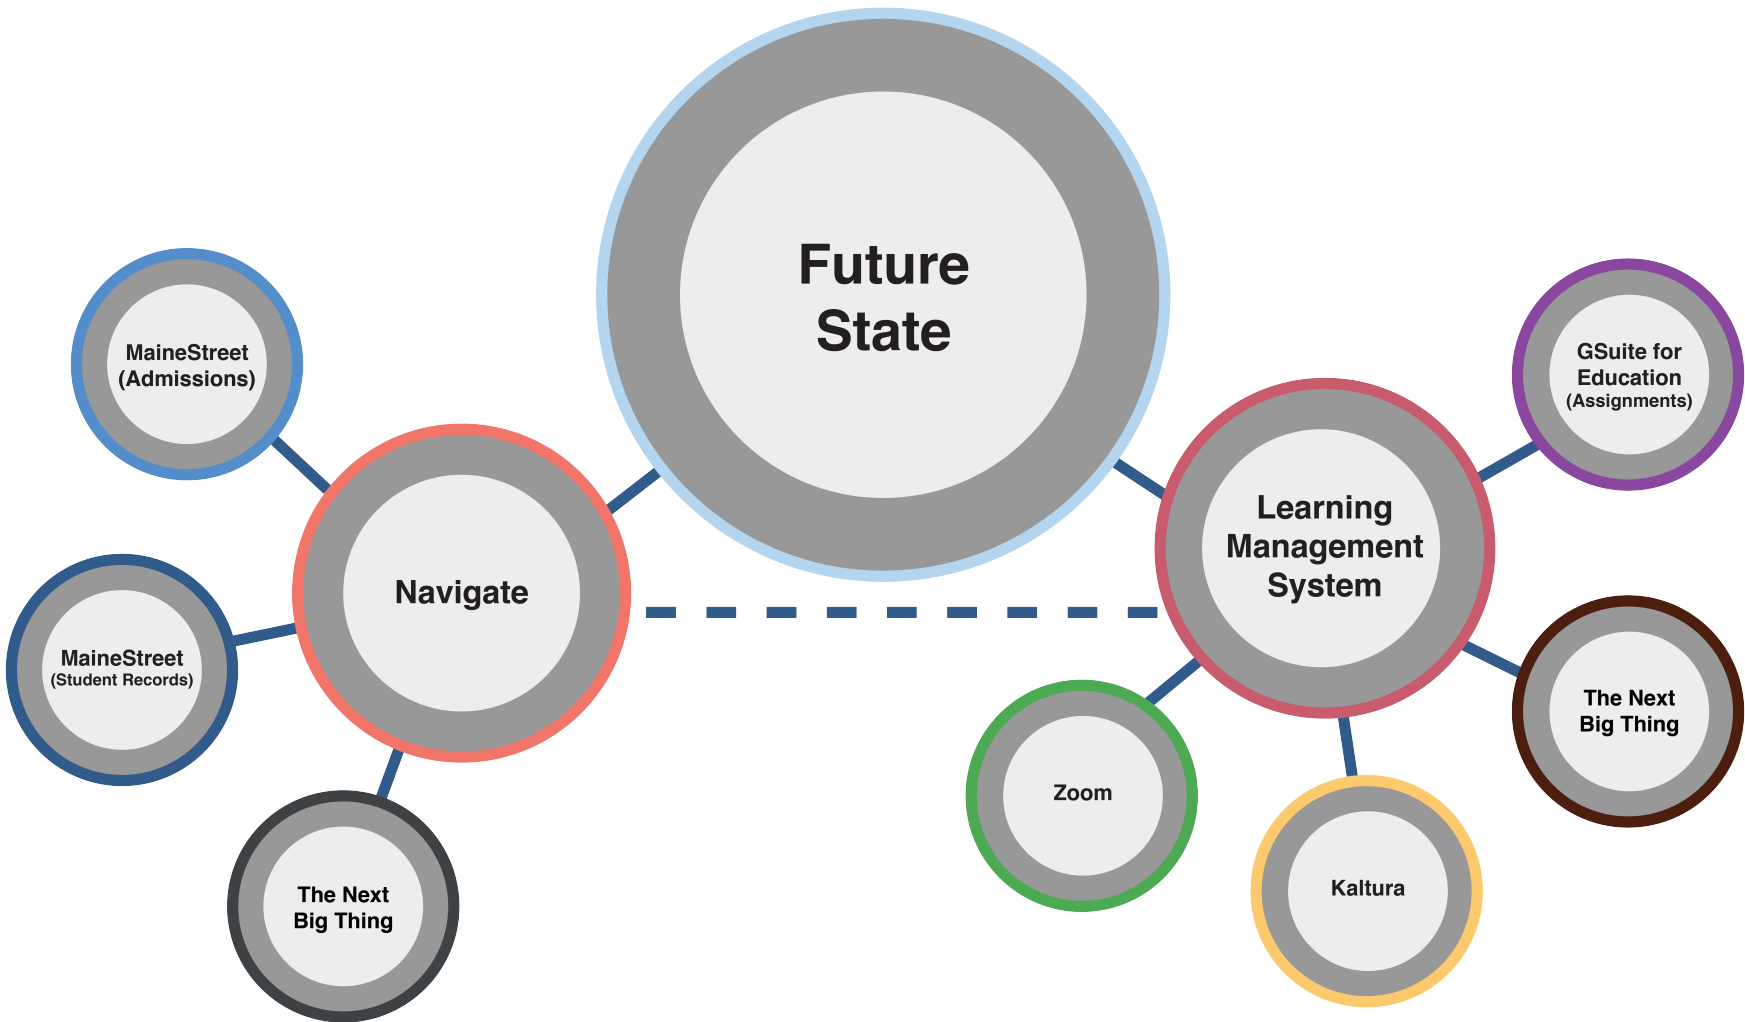 Future
State
MaineStreet
(Admissions)
GSuite for
Education
(Assignments)
Learning
Management
System
Navigate
MaineStreet
(Student Records)
The Next
Big Thing
Zoom
Kaltura
The Next
Big Thing